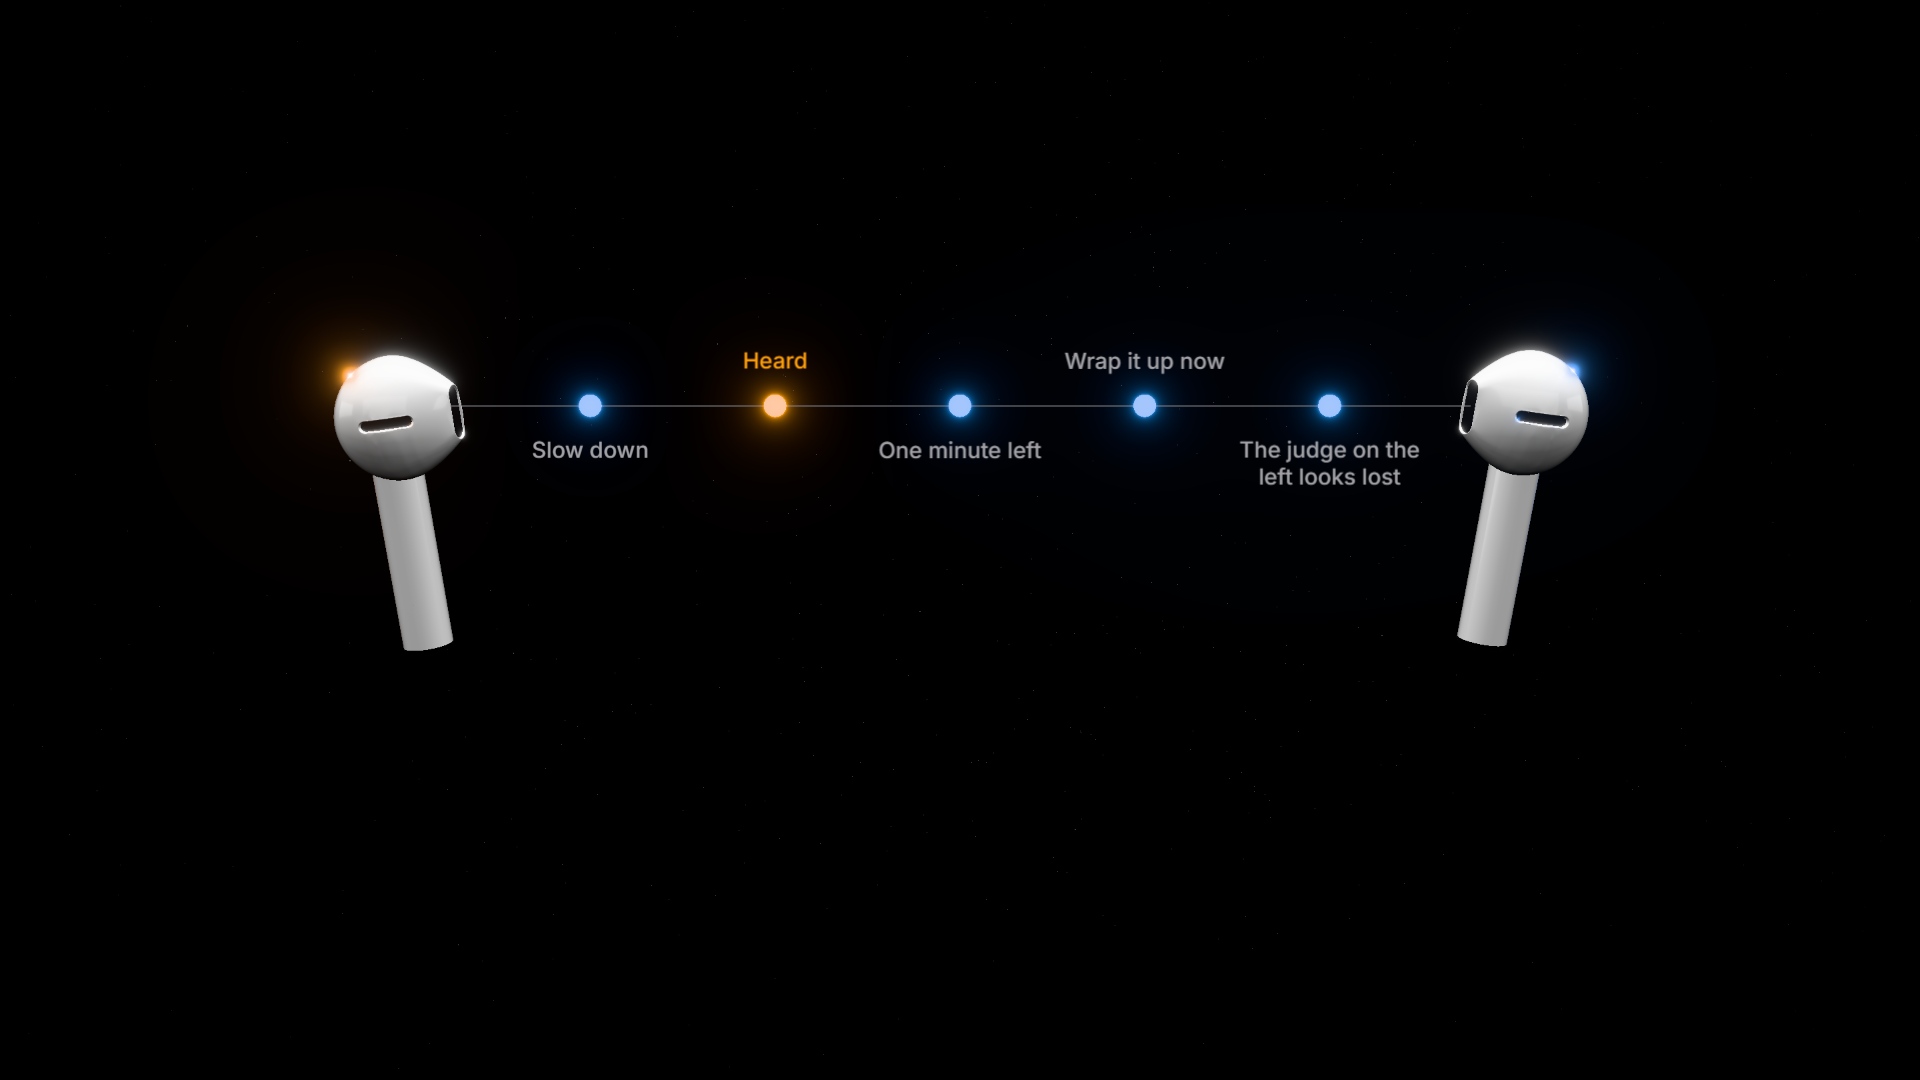 Heard
Wrap it up now
Slow down
One minute left
The judge on the
left looks lost